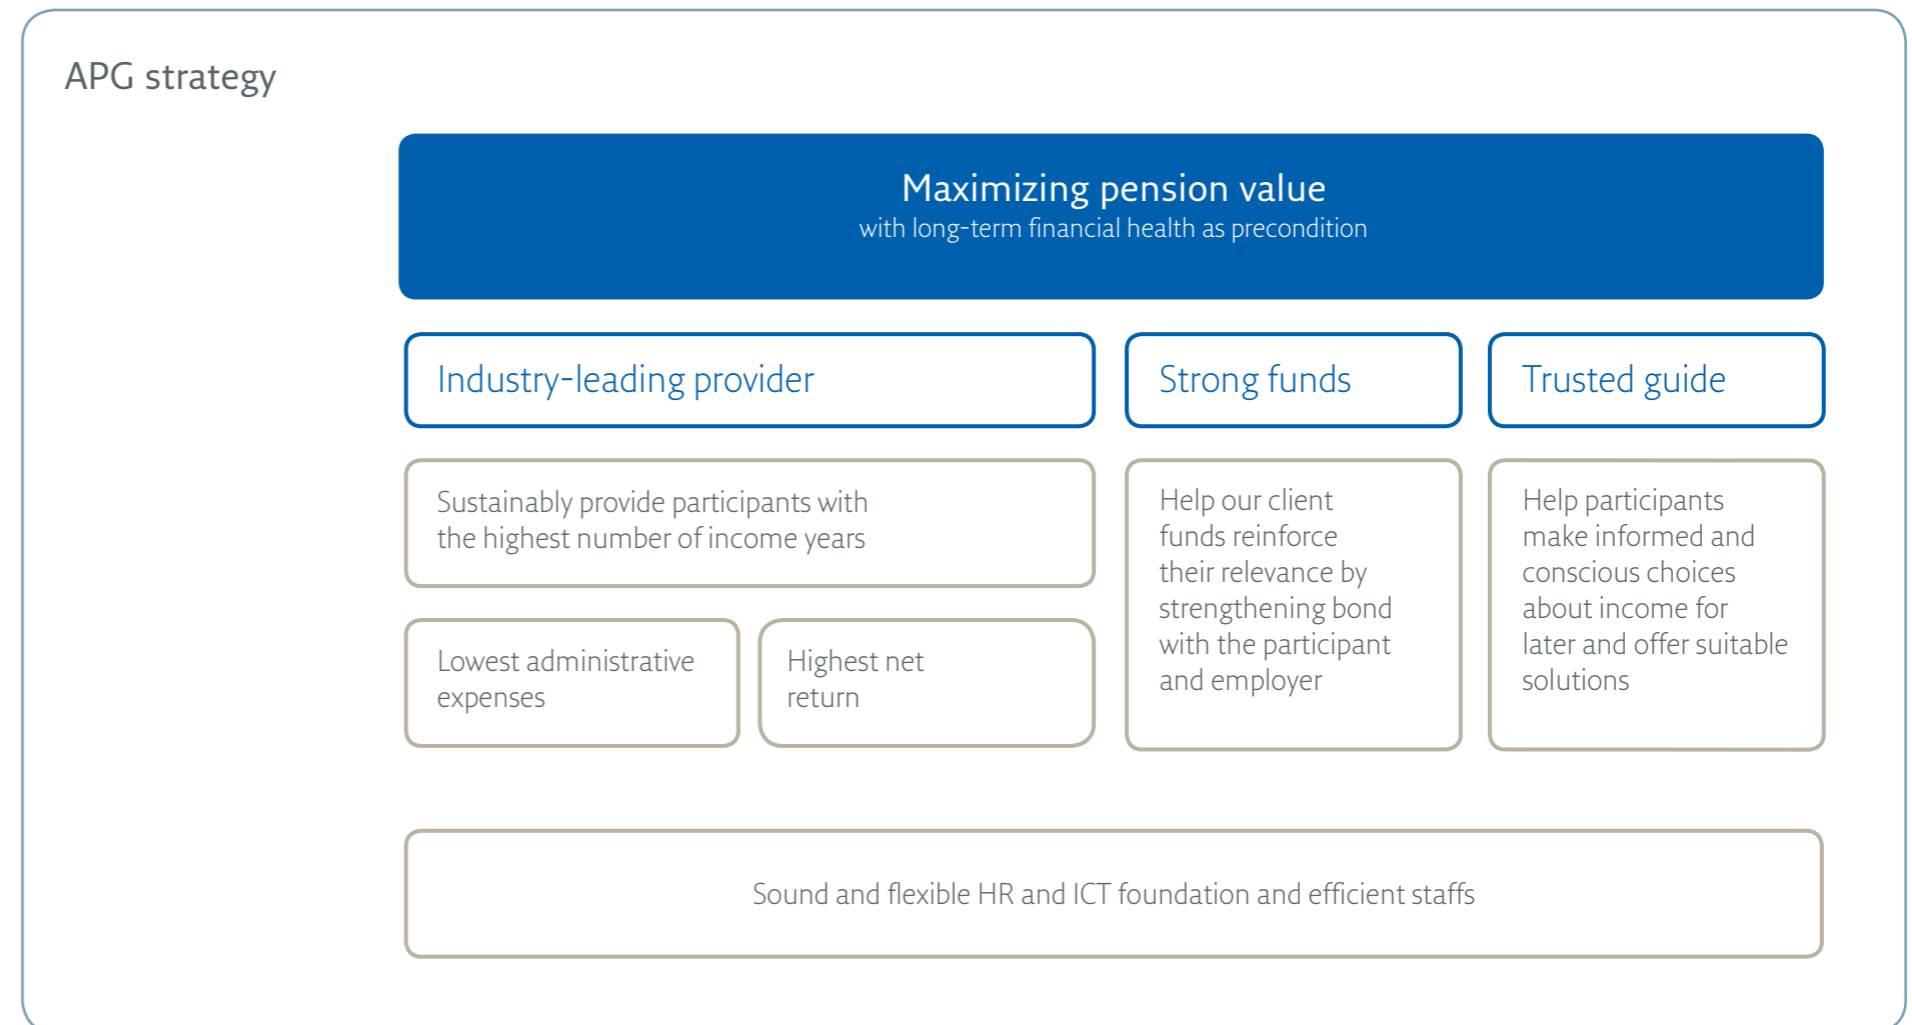 APG strategy
Maximizing pension value
with long-term financial health as precondition
Industry-leading provider
Sustainably provide participants with
the highest number of income years
Lowest administrative
expenses
Highest net
return
Strong funds
Help our client
funds reinforce
their relevance by
strengthening bond
with the participant
and employer
Trusted guide
Help participants
make informed and
conscious choices
about income for
later and offer suitable
solutions
Sound and flexible HR and ICT foundation and efficient staffs